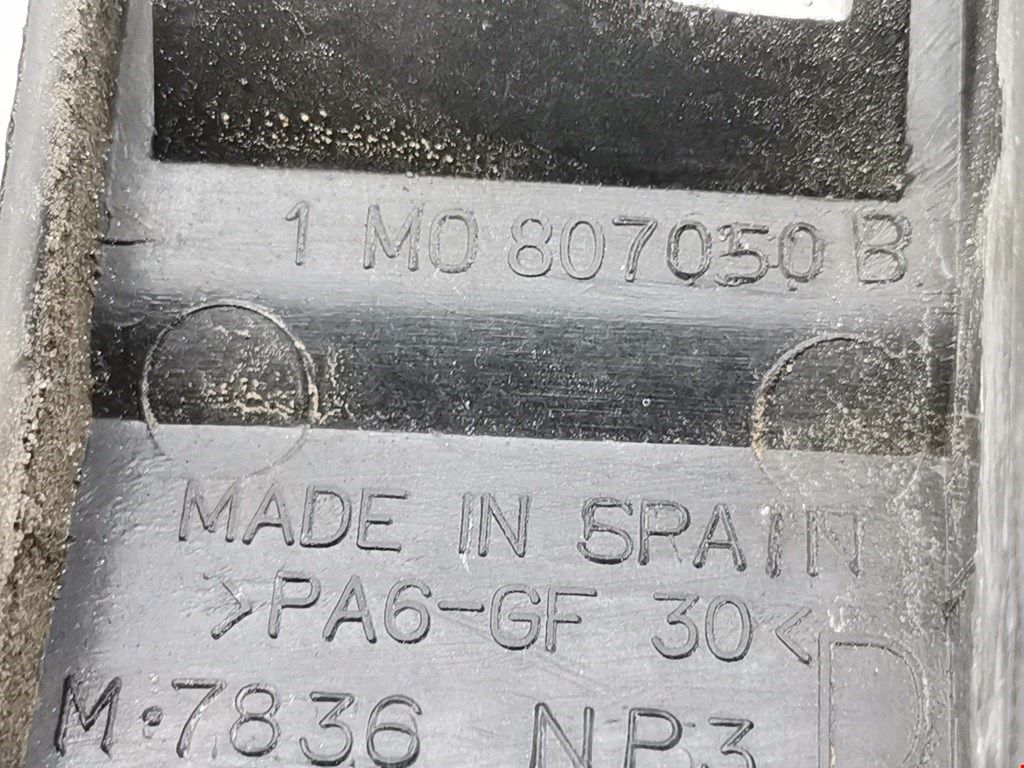 1 M0 807050 B
MADE IN SPAIN
>PA6-GF 30<
M:7836 NP3